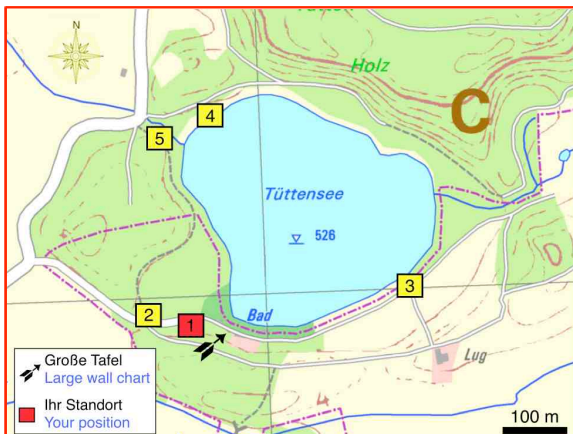 N
Holz
C
4
5
Tüttensee
526
3
2
1
Bad
Lug
4
Große Tafel
Large wall chart
Ihr Standort
Your position
100 m